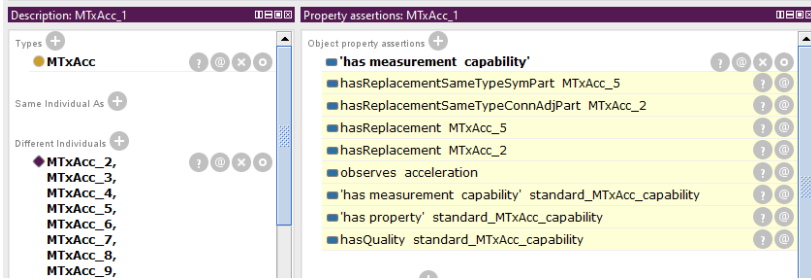 Description: MTxAcc_1
Types
MTxAcc
Same Individual As
Different Individuals
MTxAcc_2,
MTxAcc_3,
MTxAcc_4,
MTxAcc_5,
MTxAcc_6,
MTxAcc_7,
MTxAcc_8,
MTxAcc_9,
Property assertions: MTxAcc_1
Object property assertions
'has measurement capability'
hasReplacementSameTypeSymPart MTxAcc_5
hasReplacementSameTypeConnAdjPart MTxAcc_2
hasReplacement MTxAcc_5
hasReplacement MTxAcc_2
observes acceleration
'has measurement capability' standard_MTxAcc_capability
'has property' standard_MTxAcc_capability
hasQuality standard_MTxAcc_capability